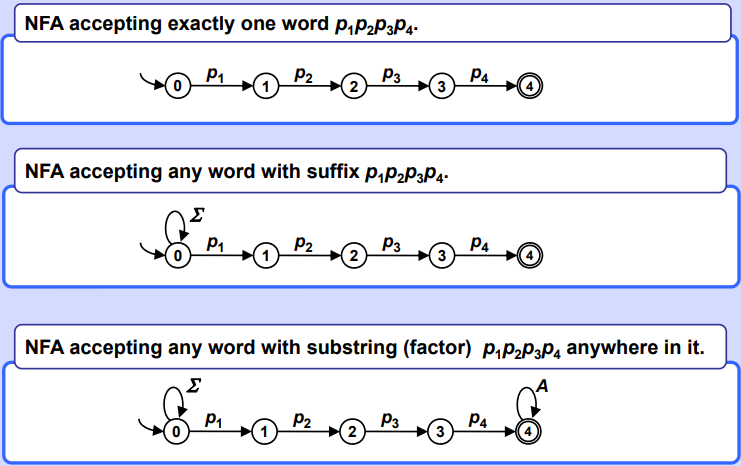 NFA accepting exactly one word p₁p₂p₃p₄.
p₁ p₂ p₃ p₄
0 1 2 3 4
NFA accepting any word with suffix p₁p₂p₃p₄.
Σ
p₁ p₂ p₃ p₄
0 1 2 3 4
NFA accepting any word with substring (factor) p₁p₂p₃p₄ anywhere in it.
Σ A
p₁ p₂ p₃ p₄
0 1 2 3 4